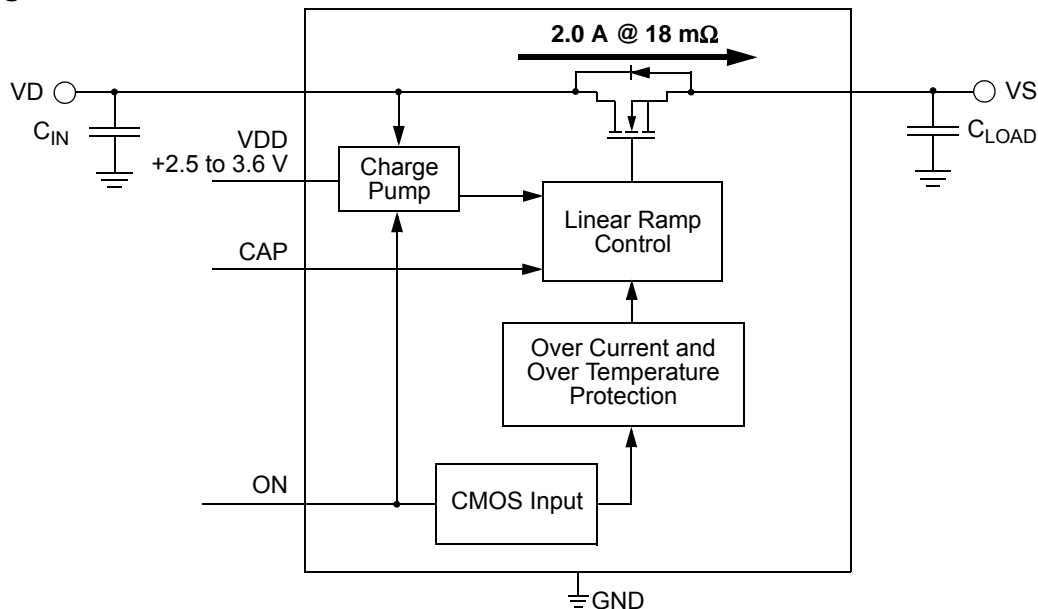 2.0 A @ 18 mΩ
VD
VS
C_IN
C_LOAD
VDD
+2.5 to 3.6 V
Charge
Pump
Linear Ramp
Control
CAP
Over Current and
Over Temperature
Protection
ON
CMOS Input
GND